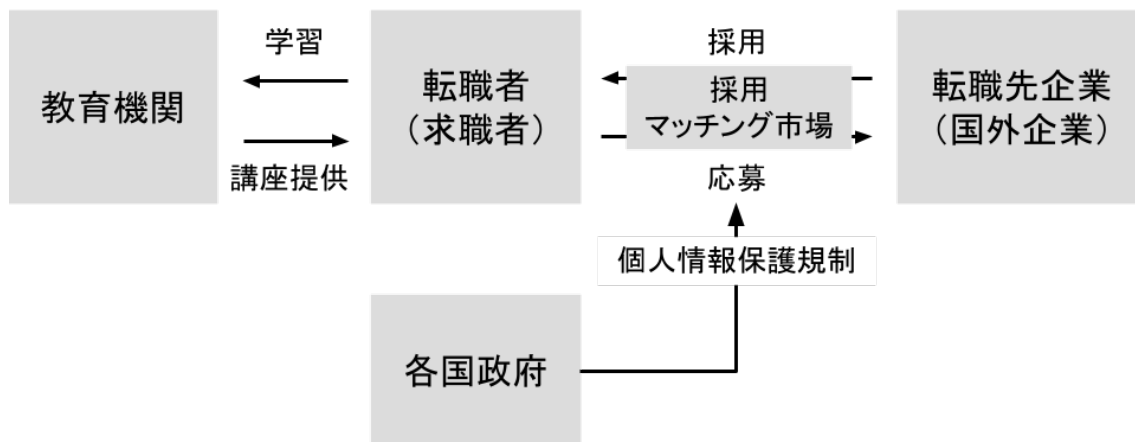 学習
採用
教育機関
転職者
(求職者)
採用
マッチング市場
転職先企業
(国外企業)
講座提供
応募
個人情報保護規制
各国政府